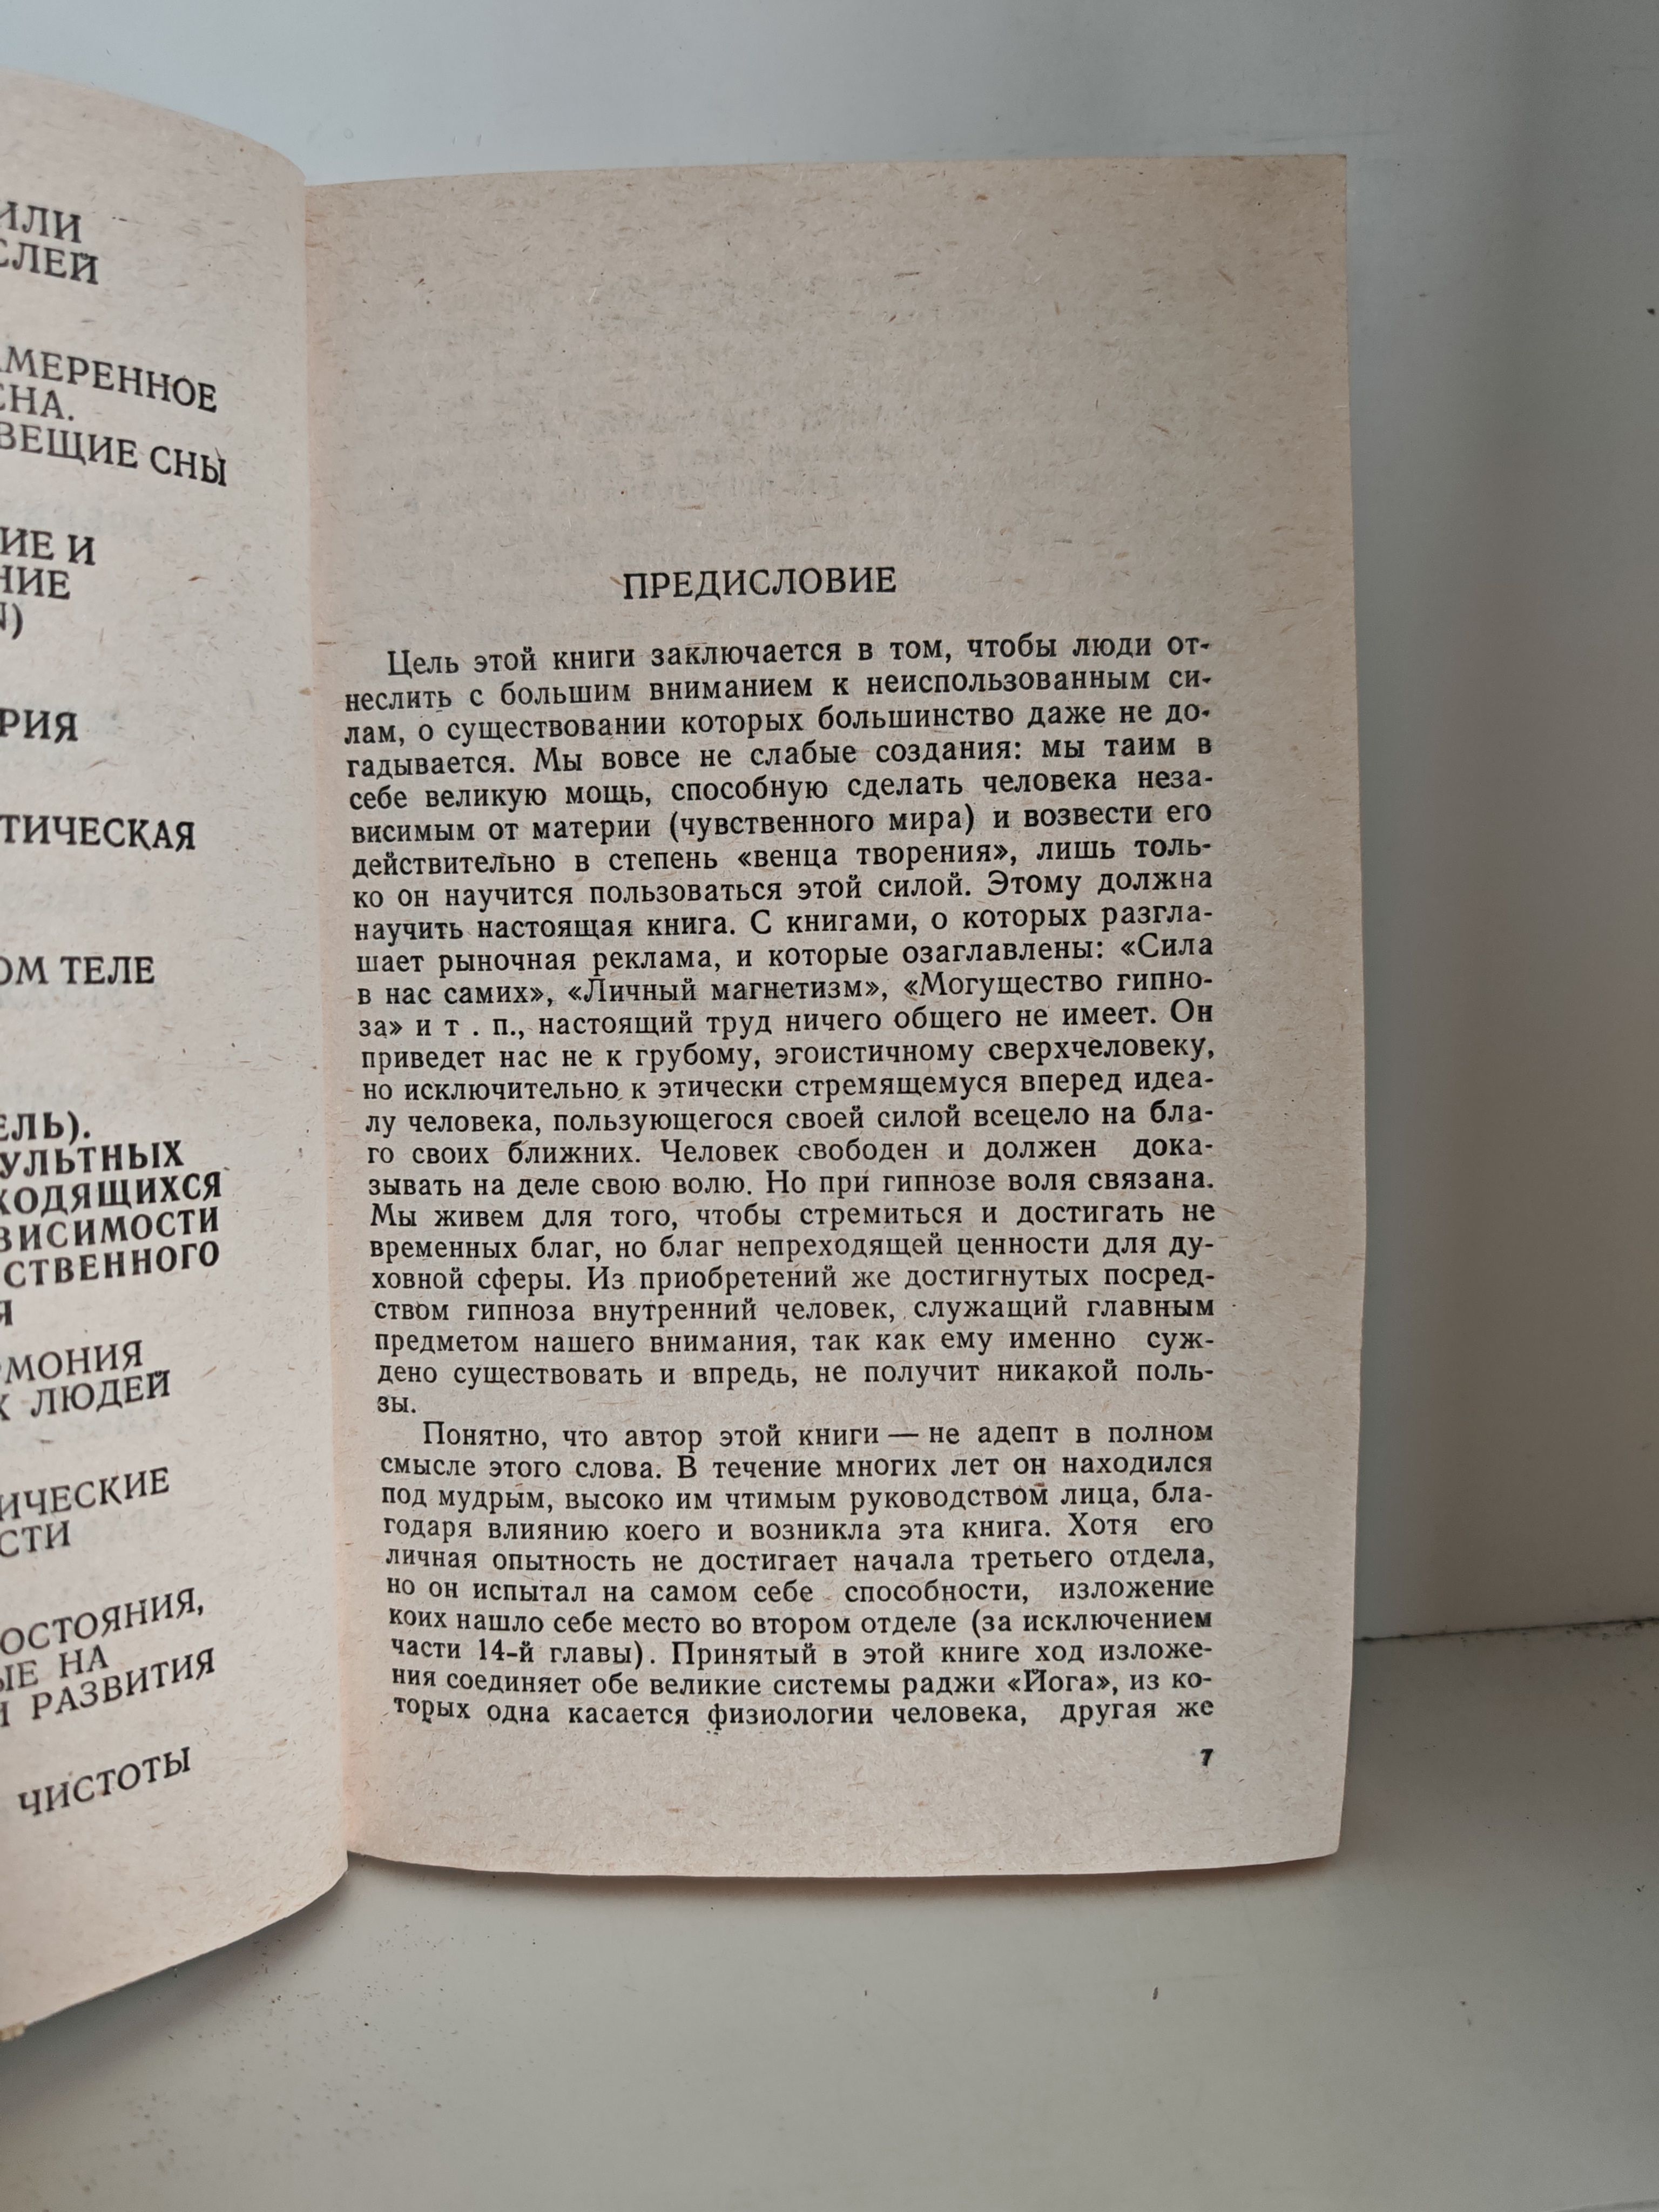 ИЛИ
СЛЕЙ
АМЕРЕННОЕ
СНА.
ВЕЩИЕ СНЫ
ИЕ И
НИЕ
РИЯ
ТИЧЕСКАЯ
ОМ ТЕЛЕ
ЕЛЬ).
УЛЬТНЫХ
ХОДЯЩИХСЯ
ВИСИМОСТИ
СТВЕННОГО
Я
РМОНИЯ
Х ЛЮДЕЙ
ИЧЕСКИЕ
СТИ
ОСТОЯНИЯ,
ЫЕ НА
И РАЗВИТИЯ
ЧИСТОТЫ
ПРЕДИСЛОВИЕ
Цель этой книги заключается в том, чтобы люди от-
неслить с большим вниманием к неиспользованным си-
лам, о существовании которых большинство даже не до-
гадывается. Мы вовсе не слабые создания: мы таим в
себе великую мощь, способную сделать человека неза-
висимым от материи (чувственного мира) и возвести его
действительно в степень «венца творения», лишь толь-
ко он научится пользоваться этой силой. Этому должна
научить настоящая книга. С книгами, о которых разгла-
шает рыночная реклама, и которые озаглавлены: «Сила
в нас самих», «Личный магнетизм», «Могущество гипно-
за» и т . п., настоящий труд ничего общего не имеет. Он
приведет нас не к грубому, эгоистичному сверхчеловеку,
но исключительно к этически стремящемуся вперед идеа-
лу человека, пользующегося своей силой всецело на бла-
го своих ближних. Человек свободен и должен дока-
зывать на деле свою волю. Но при гипнозе воля связана.
Мы живем для того, чтобы стремиться и достигать не
временных благ, но благ непреходящей ценности для ду-
ховной сферы. Из приобретений же достигнутых посред-
ством гипноза внутренний человек, служащий главным
предметом нашего внимания, так как ему именно суж-
дено существовать и впредь, не получит никакой поль-
зы.
Понятно, что автор этой книги — не адепт в полном
смысле этого слова. В течение многих лет он находился
под мудрым, высоко им чтимым руководством лица, бла-
годаря влиянию коего и возникла эта книга. Хотя его
личная опытность не достигает начала третьего отдела,
но он испытал на самом себе способности, изложение
коих нашло себе место во втором отделе (за исключением
части 14-й главы). Принятый в этой книге ход изложе-
ния соединяет обе великие системы раджи «Йога», из ко-
торых одна касается физиологии человека, другая же
7